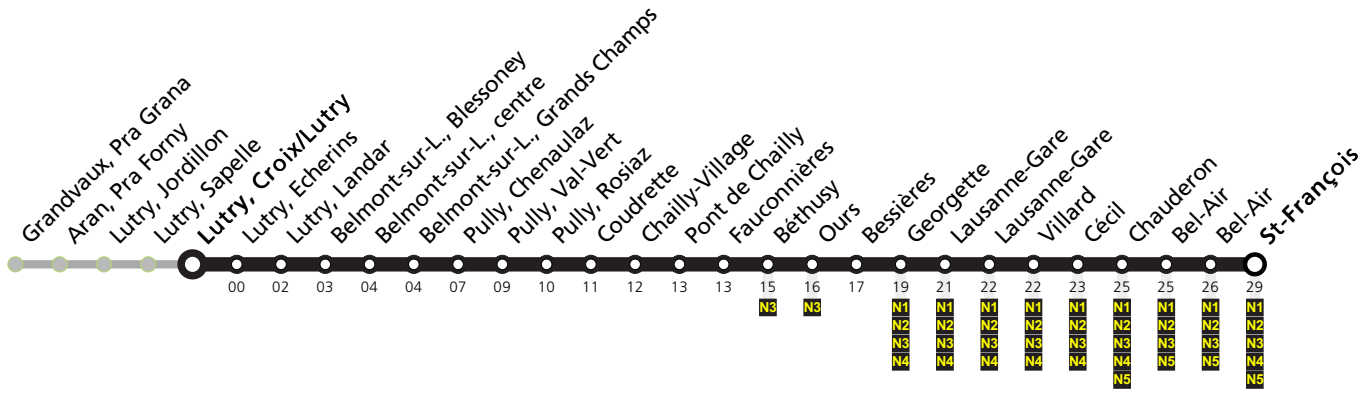 Grandvaux, Pra Grana
Aran, Pra Forny
Lutry, Jordillon
Lutry, Sapelle
Lutry, Croix/Lutry
Lutry, Echerins
Lutry, Landar
Belmont-sur-L., Blessoney
Belmont-sur-L., centre
Belmont-sur-L., Grands Champs
Pully, Chenaulaz
Pully, Val-Vert
Pully, Rosiaz
Coudrette
Chailly-Village
Pont de Chailly
Fauconnières
Béthusy
Ours
Bessières
Georgette
Lausanne-Gare
Lausanne-Gare
Villard
Cécil
Chauderon
Bel-Air
Bel-Air
St-François
00 02 03 04 04 07 09 10 11 12 13 13 15 16 17 19 21 22 22 23 25 25 26 29
N3 N3 N1 N1 N1 N1 N1 N1 N1 N1 N1
N2 N2 N2 N2 N2 N2 N2 N2 N2
N3 N3 N3 N3 N3 N3 N3 N3 N3
N4 N4 N4 N4 N4 N4 N5 N5 N4
N5 N5